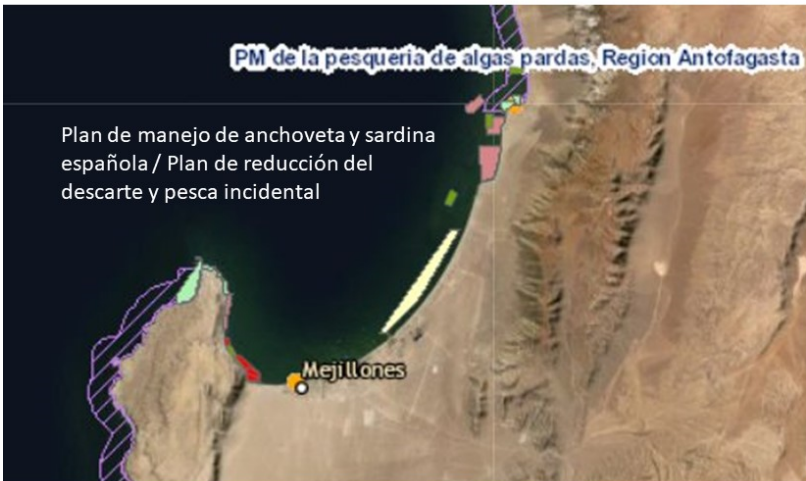 PM de la pesqueria de algas pardas, Region Antofagasta
Plan de manejo de anchoveta y sardina
española / Plan de reducción del
descarte y pesca incidental
Mejillones